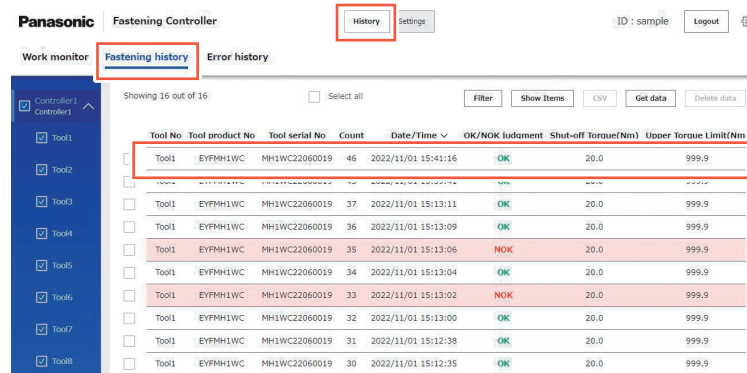 Panasonic Fastening Controller History Settings ID : sample Logout
Work monitor Fastening history Error history
Controller1
Controller1
Tool1
Tool2
Tool3
Tool4
Tool5
Tool6
Tool7
Tool8
Showing 16 out of 16 Select all Filter Show Items CSV Get data Delete data
Tool No Tool product No Tool serial No Count Date/Time OK/NOK judgment Shut-off Torque(Nm) Upper Torque Limit(Nm
Tool1 EYFMH1WC MH1WC22060019 46 2022/11/01 15:41:16 OK 20.0 999.9
Tool1 EYFMH1WC MH1WC22060019 37 2022/11/01 15:13:11 OK 20.0 999.9
Tool1 EYFMH1WC MH1WC22060019 36 2022/11/01 15:13:09 OK 20.0 999.9
Tool1 EYFMH1WC MH1WC22060019 35 2022/11/01 15:13:06 NOK 20.0 999.9
Tool1 EYFMH1WC MH1WC22060019 34 2022/11/01 15:13:04 OK 20.0 999.9
Tool1 EYFMH1WC MH1WC22060019 33 2022/11/01 15:13:02 NOK 20.0 999.9
Tool1 EYFMH1WC MH1WC22060019 32 2022/11/01 15:13:00 OK 20.0 999.9
Tool1 EYFMH1WC MH1WC22060019 31 2022/11/01 15:12:38 OK 20.0 999.9
Tool1 EYFMH1WC MH1WC22060019 30 2022/11/01 15:12:35 OK 20.0 999.9